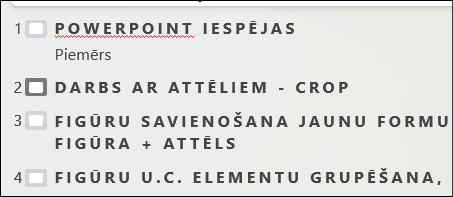 1 POWERPOINT IESPĒJAS
Piemērs
2 DARBS AR ATTĒLIEM - CROP
3 FIGŪRU SAVIENOŠANA JAUNU FORMU
FIGŪRA + ATTĒLS
4 FIGŪRU U.C. ELEMENTU GRUPĒŠANA,